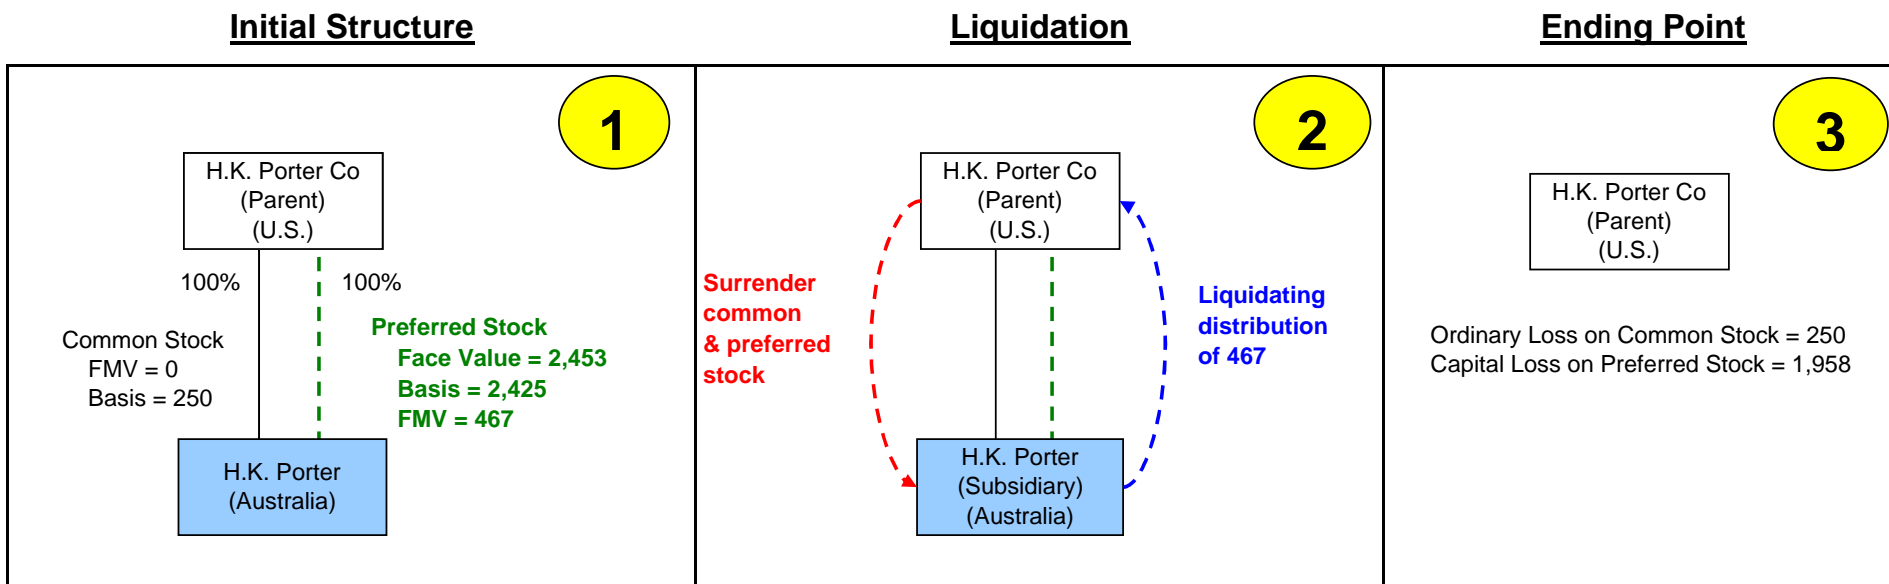 Initial Structure
Liquidation
Ending Point
1
H.K. Porter Co
(Parent)
(U.S.)
100%
100%
Common Stock
FMV = 0
Basis = 250
Preferred Stock
Face Value = 2,453
Basis = 2,425
FMV = 467
H.K. Porter
(Australia)
2
H.K. Porter Co
(Parent)
(U.S.)
Surrender
common
& preferred
stock
Liquidating
distribution
of 467
H.K. Porter
(Subsidiary)
(Australia)
3
H.K. Porter Co
(Parent)
(U.S.)
Ordinary Loss on Common Stock = 250
Capital Loss on Preferred Stock = 1,958